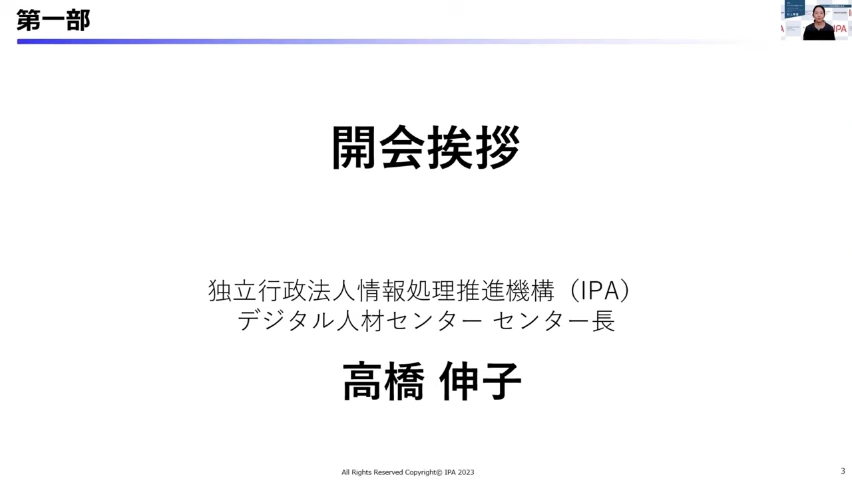 第一部
開会挨拶
独立行政法人情報処理推進機構（IPA）
デジタル人材センター センター長
高橋 伸子
All Rights Reserved Copyright© IPA 2023
3
IPA